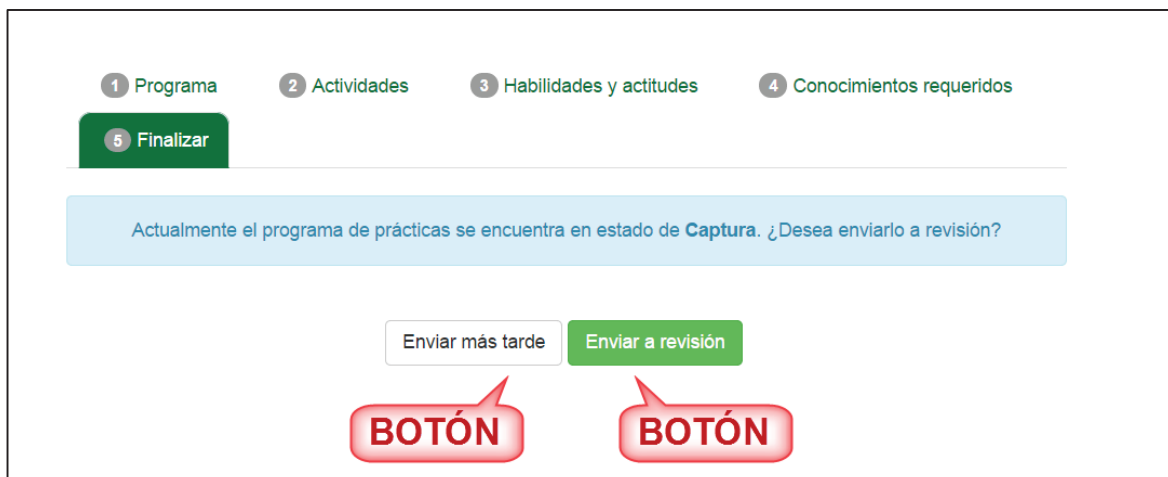 1 Programa 2 Actividades 3 Habilidades y actitudes 4 Conocimientos requeridos
5 Finalizar
Actualmente el programa de prácticas se encuentra en estado de Captura. ¿Desea enviarlo a revisión?
Enviar más tarde Enviar a revisión
BOTÓN BOTÓN